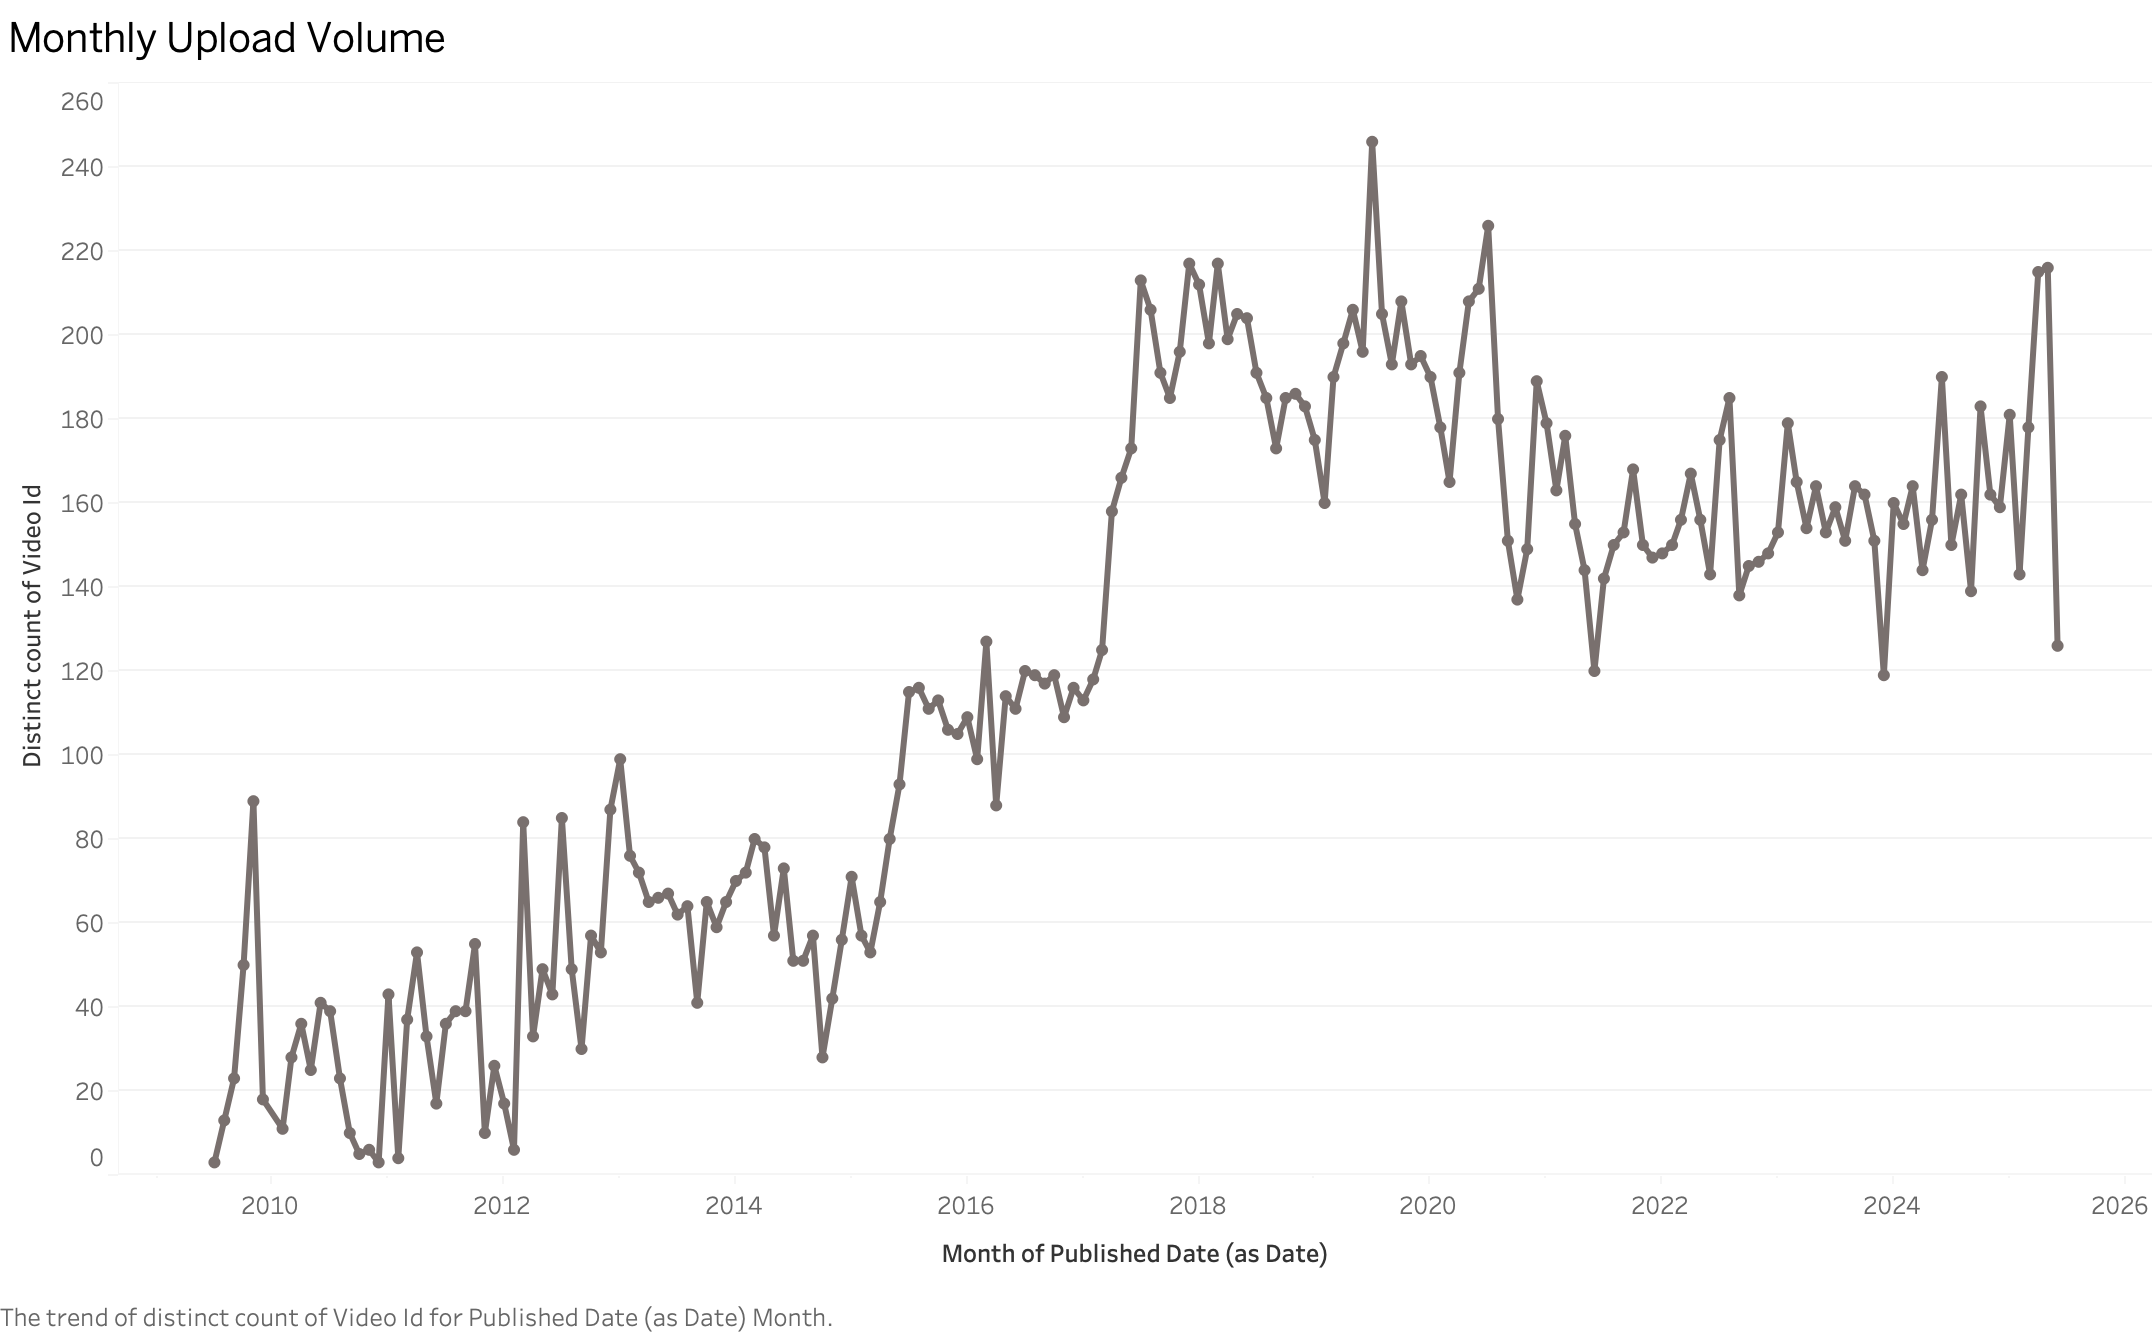 Monthly Upload Volume
260
240
220
200
180
160
140
120
100
80
60
40
20
0
Distinct count of Video Id
2010 2012 2014 2016 2018 2020 2022 2024 2026
Month of Published Date (as Date)
The trend of distinct count of Video Id for Published Date (as Date) Month.